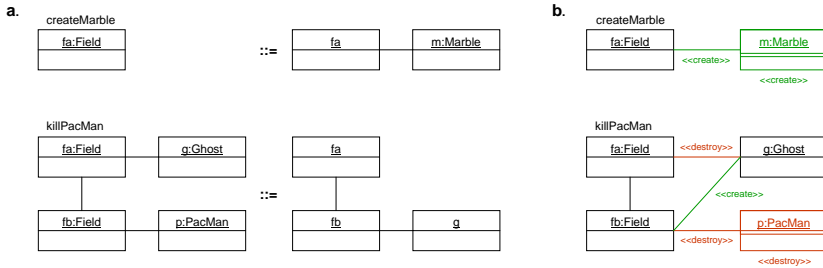 a.
createMarble
fa:Field
::=
fa
m:Marble
killPacMan
fa:Field
g:Ghost
fb:Field
p:PacMan
::=
fa
fb
g
b.
createMarble
fa:Field
<<create>>
m:Marble
<<create>>
killPacMan
fa:Field
<<destroy>>
g:Ghost
<<create>>
fb:Field
<<destroy>>
p:PacMan
<<destroy>>